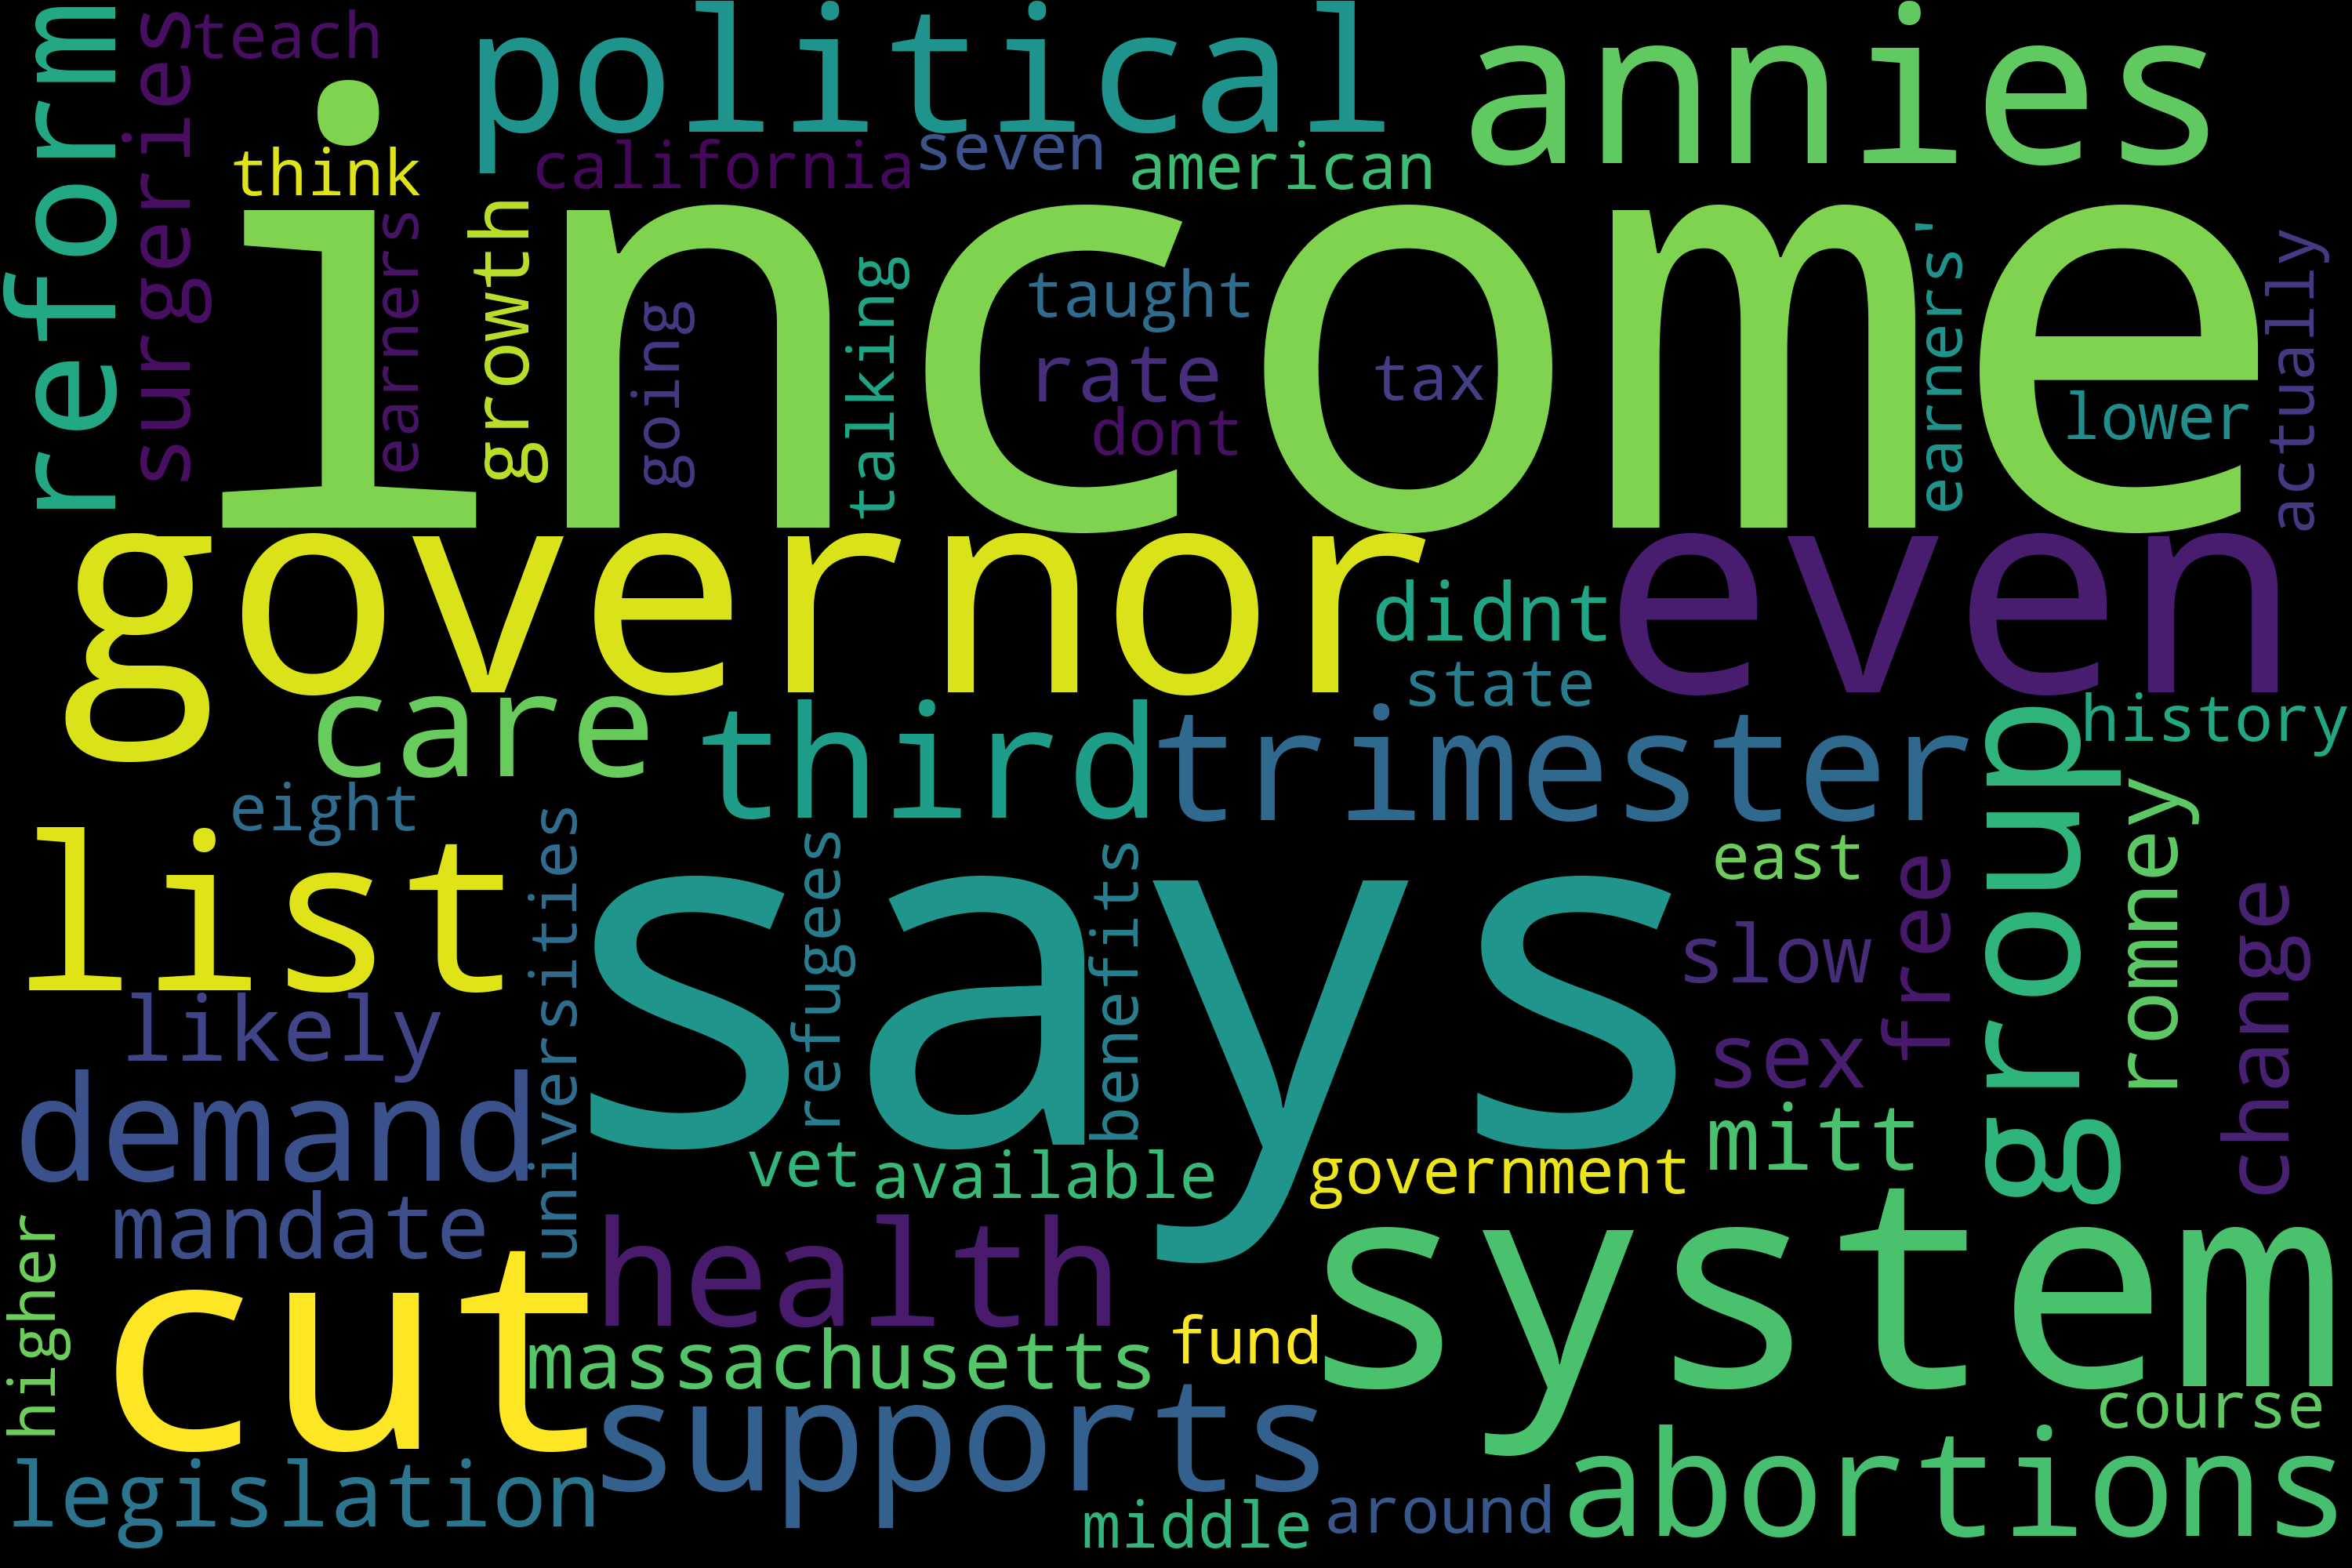 reform
surgeries
teach
political
annies
think
california
seven
american
income
earners
growth
going
talking
taught
rate
dont
tax
earners'
lower
actually
governor
even
didnt
state
care
third
trimester
group
history
eight
list
universities
refugees
benefits
says
east
free
romney
change
slow
likely
sex
demand
mitt
vet
available
government
mandate
health
system
higher
cut
massachusetts
fund
supports
course
legislation
middle
around
abortions